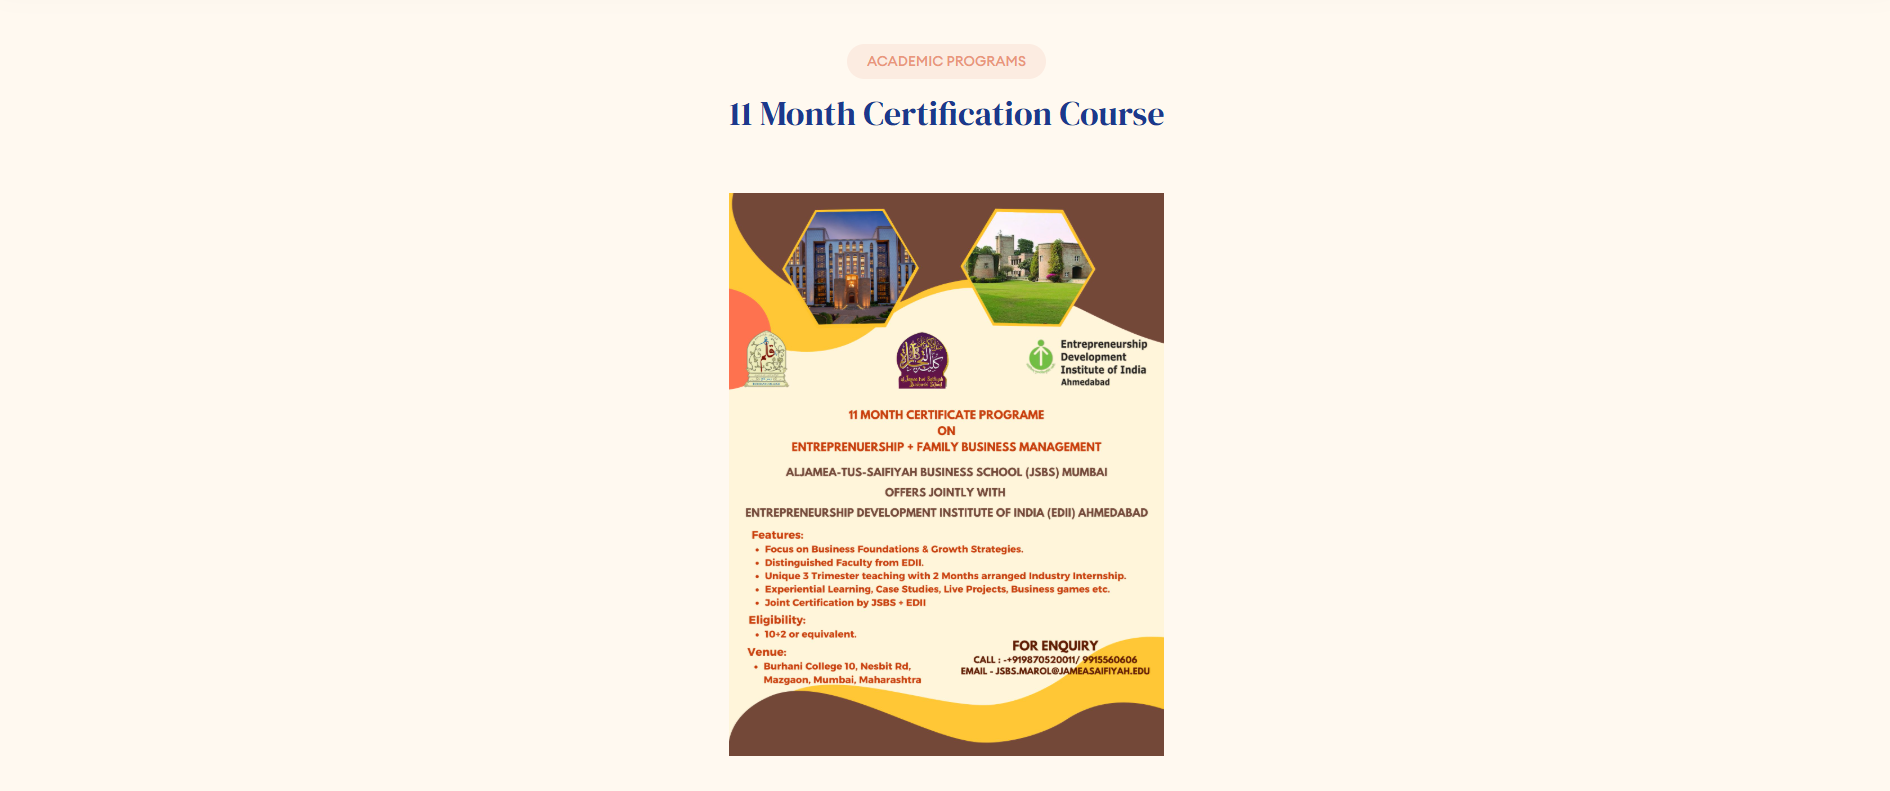 ACADEMIC PROGRAMS
11 Month Certification Course
Entrepreneurship
Development
Institute of India
Ahmedabad
11 MONTH CERTIFICATE PROGRAME
ON
ENTREPRENUERSHIP + FAMILY BUSINESS MANAGEMENT
ALJAMEA-TUS-SAIFIYAH BUSINESS SCHOOL (JSBS) MUMBAI
OFFERS JOINTLY WITH
ENTREPRENEURSHIP DEVELOPMENT INSTITUTE OF INDIA (EDII) AHMEDABAD
Features:
• Focus on Business Foundations & Growth Strategies.
• Distinguished Faculty from EDII.
• Unique 3 Trimester teaching with 2 Months arranged Industry Internship.
• Experiential Learning, Case Studies, Live Projects, Business games etc.
• Joint Certification by JSBS + EDII
Eligibility:
• 10+2 or equivalent.
Venue:
• Burhani College 10, Nesbit Rd,
Mazgaon, Mumbai, Maharashtra
FOR ENQUIRY
CALL : -+919870520011/ 9915560606
EMAIL - JSBS.MAROL@JAMEASAIFIYAH.EDU